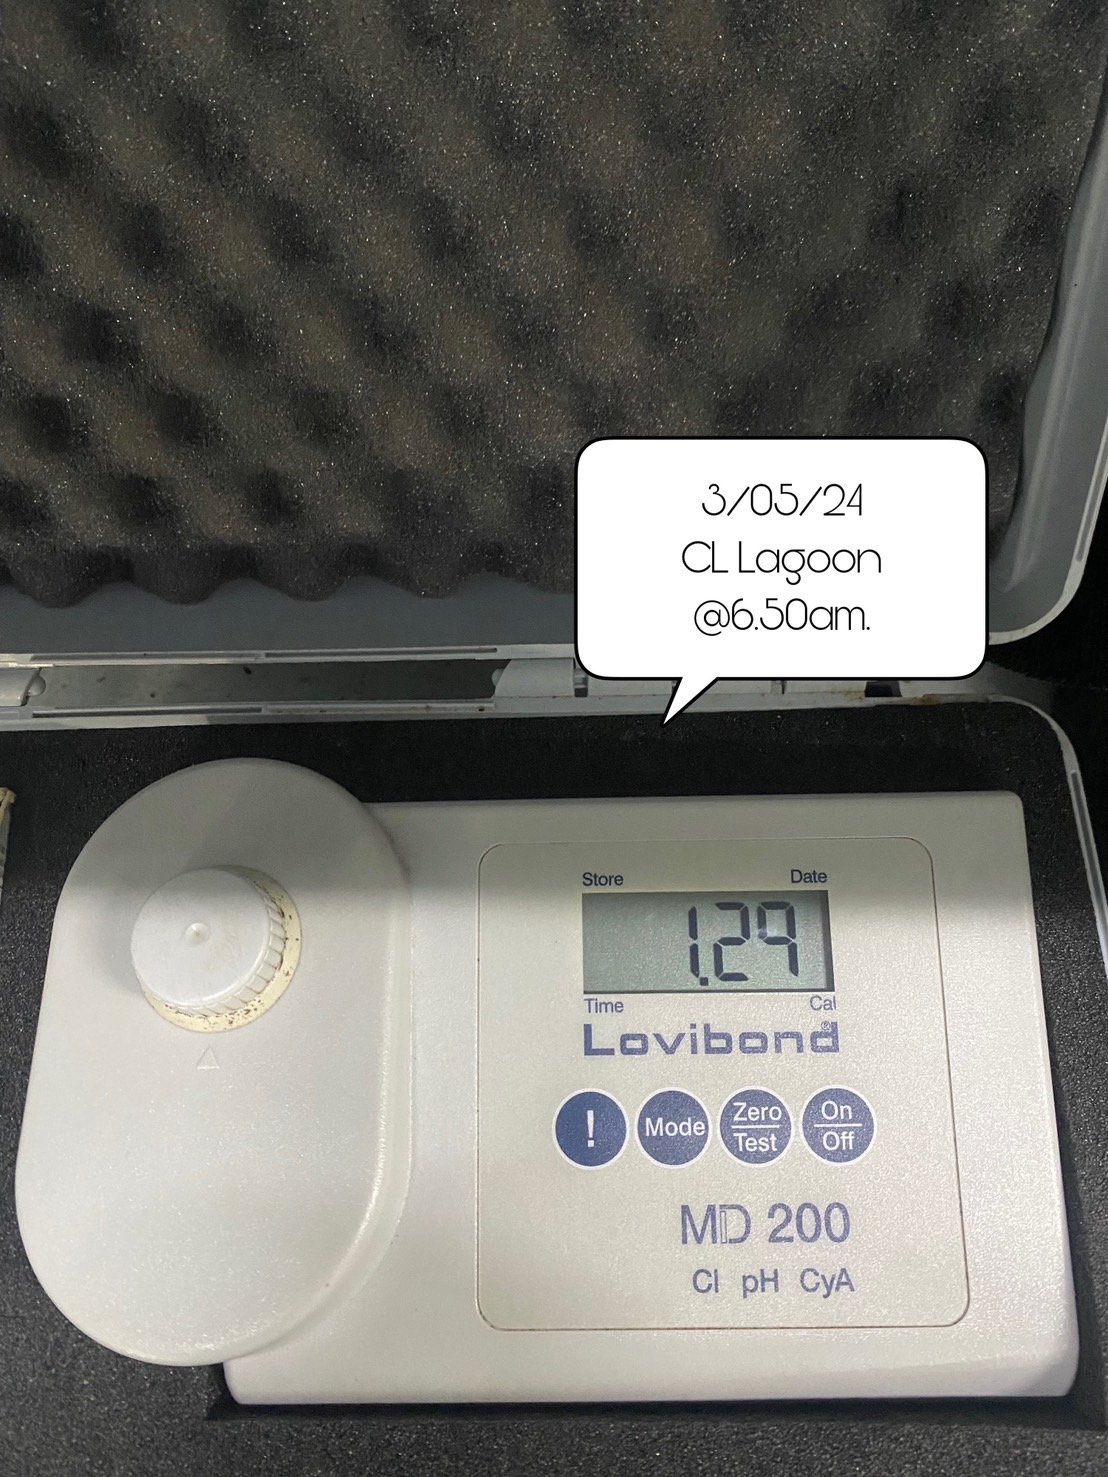 3/05/24
CL Lagoon
@6.50am.
Store Date
1.29
Time Cal
Lovibond®
! Mode Zero Test On Off
MD 200
Cl pH CyA